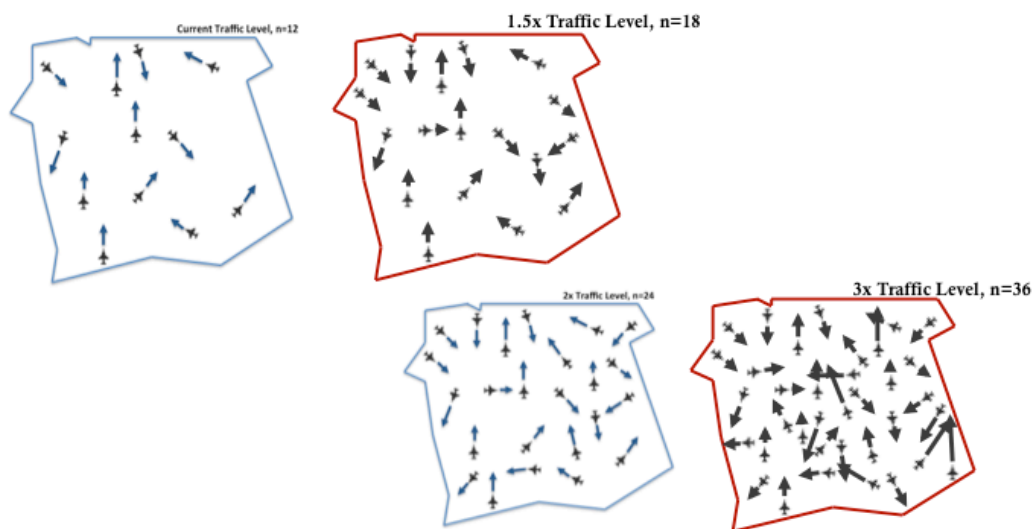 Current Traffic Level, n=12
1.5x Traffic Level, n=18
2x Traffic Level, n=24
3x Traffic Level, n=36